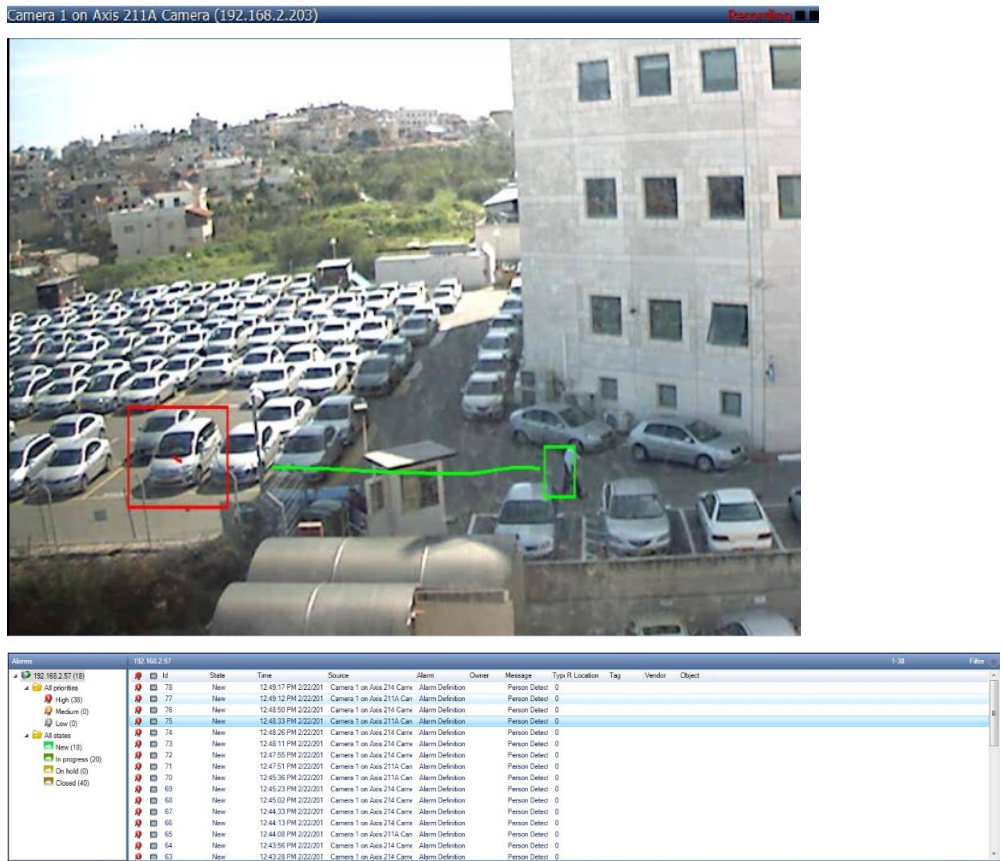 Camera 1 on Axis 211A Camera (192.168.2.203) Recording
Alarms 192.168.2.57 1-38 Filter
192.168.2.57 (18)
All priorities
High (38)
Medium (0)
Low (0)
All states
New (18)
In progress (20)
On hold (0)
Closed (40)
Id State Time Source Alarm Owner Message Type R Location Tag Vendor Object
78 New 12:49:17 PM 2/22/201 Camera 1 on Axis 214 Came Alarm Definition Person Detect 0
77 New 12:49:12 PM 2/22/201 Camera 1 on Axis 211A Can Alarm Definition Person Detect 0
76 New 12:48:50 PM 2/22/201 Camera 1 on Axis 214 Came Alarm Definition Person Detect 0
75 New 12:48:33 PM 2/22/201 Camera 1 on Axis 211A Can Alarm Definition Person Detect 0
74 New 12:48:26 PM 2/22/201 Camera 1 on Axis 214 Came Alarm Definition Person Detect 0
73 New 12:48:11 PM 2/22/201 Camera 1 on Axis 214 Came Alarm Definition Person Detect 0
72 New 12:47:55 PM 2/22/201 Camera 1 on Axis 214 Came Alarm Definition Person Detect 0
71 New 12:47:51 PM 2/22/201 Camera 1 on Axis 211A Can Alarm Definition Person Detect 0
70 New 12:45:36 PM 2/22/201 Camera 1 on Axis 211A Can Alarm Definition Person Detect 0
69 New 12:45:23 PM 2/22/201 Camera 1 on Axis 214 Came Alarm Definition Person Detect 0
68 New 12:45:02 PM 2/22/201 Camera 1 on Axis 214 Came Alarm Definition Person Detect 0
67 New 12:44:33 PM 2/22/201 Camera 1 on Axis 214 Came Alarm Definition Person Detect 0
66 New 12:44:13 PM 2/22/201 Camera 1 on Axis 214 Came Alarm Definition Person Detect 0
65 New 12:44:08 PM 2/22/201 Camera 1 on Axis 211A Can Alarm Definition Person Detect 0
64 New 12:43:56 PM 2/22/201 Camera 1 on Axis 214 Came Alarm Definition Person Detect 0
63 New 12:43:28 PM 2/22/201 Camera 1 on Axis 214 Came Alarm Definition Person Detect 0